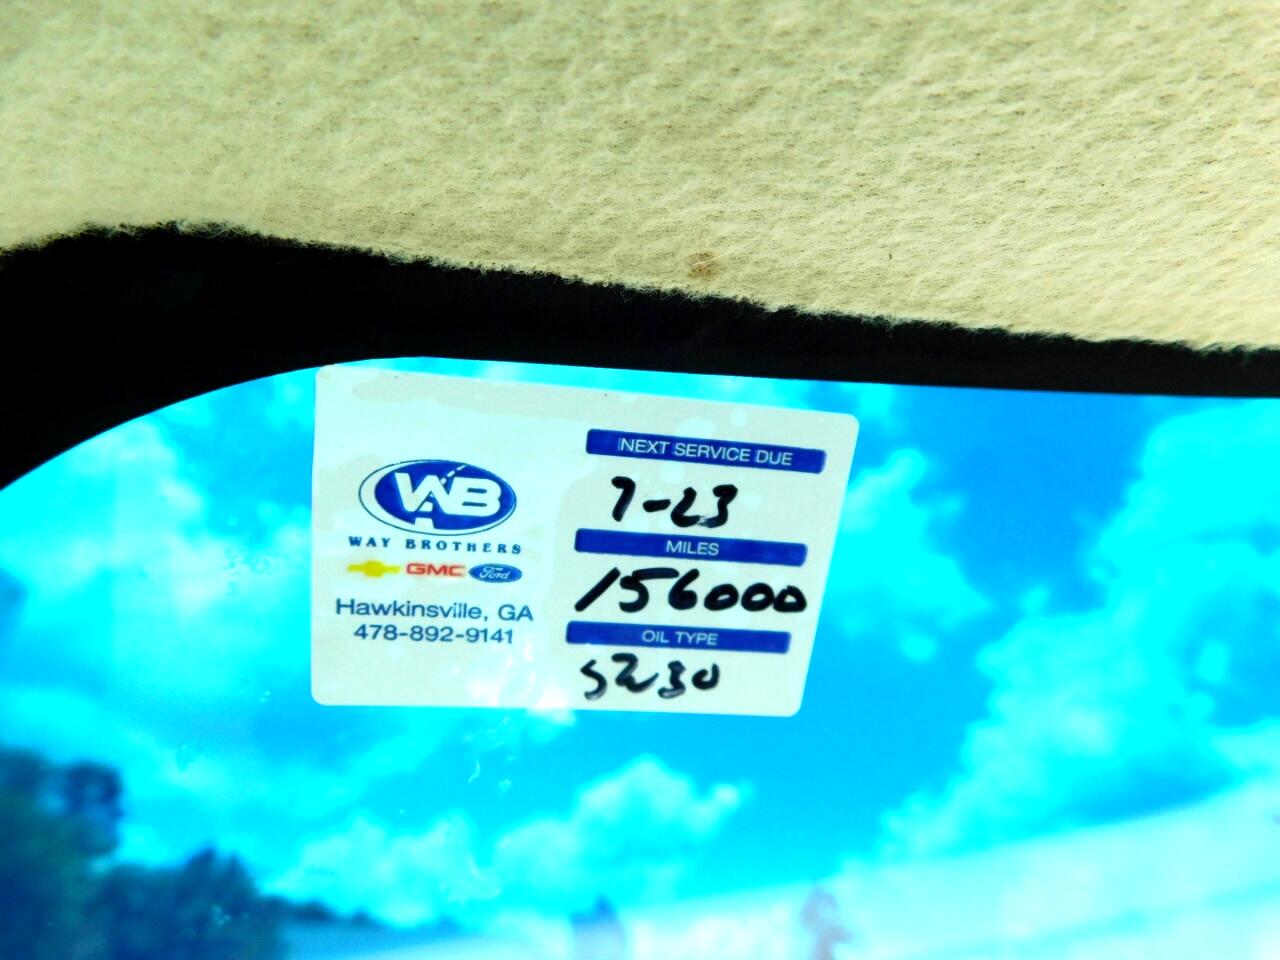 WAB
WAY BROTHERS
GMC Ford
Hawkinsville, GA
478-892-9141
NEXT SERVICE DUE
7-23
MILES
156000
OIL TYPE
5W30